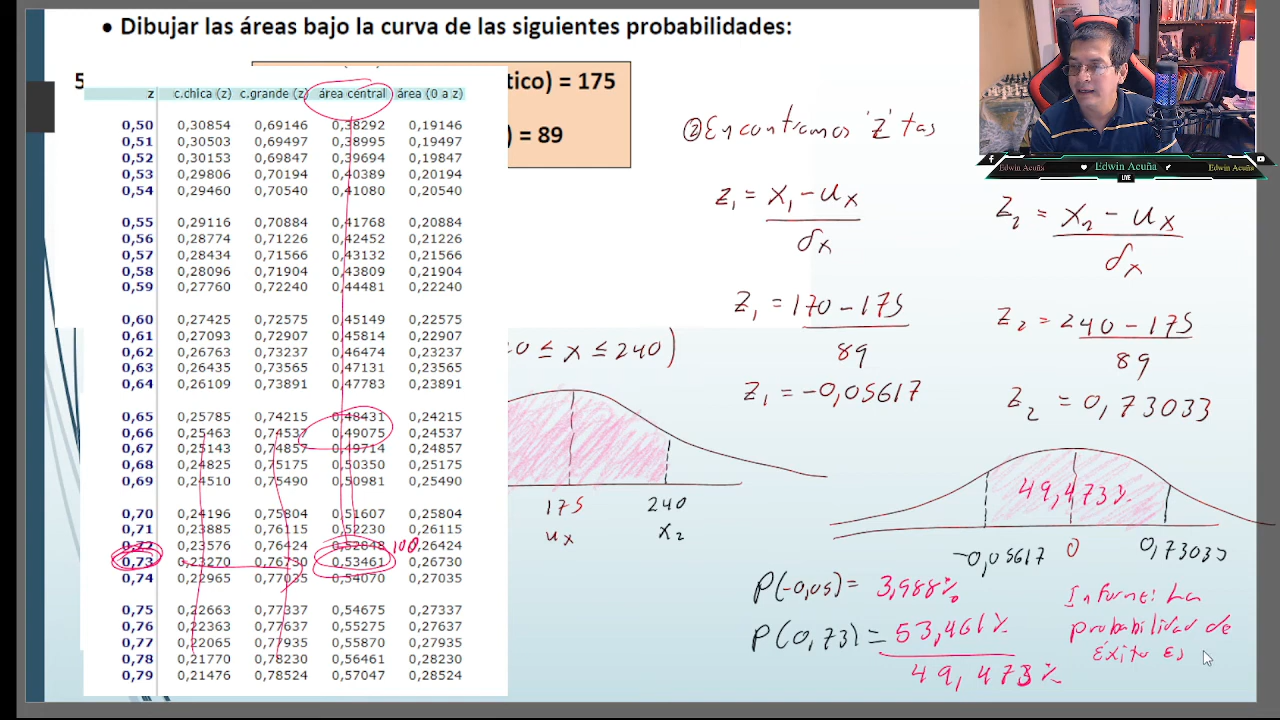 • Dibujar las áreas bajo la curva de las siguientes probabilidades:
5
tico) = 175
) = 89
z c.chica (z) c.grande (z) área central área (0 a z)
0,50 0,30854 0,69146 0,38292 0,19146
0,51 0,30503 0,69497 0,38995 0,19497
0,52 0,30153 0,69847 0,39694 0,19847
0,53 0,29806 0,70194 0,40389 0,20194
0,54 0,29460 0,70540 0,41080 0,20540
0,55 0,29116 0,70884 0,41768 0,20884
0,56 0,28774 0,71226 0,42452 0,21226
0,57 0,28434 0,71566 0,43132 0,21566
0,58 0,28096 0,71904 0,43809 0,21904
0,59 0,27760 0,72240 0,44481 0,22240
0,60 0,27425 0,72575 0,45149 0,22575
0,61 0,27093 0,72907 0,45814 0,22907
0,62 0,26763 0,73237 0,46474 0,23237
0,63 0,26435 0,73565 0,47131 0,23565
0,64 0,26109 0,73891 0,47783 0,23891
0,65 0,25785 0,74215 0,48431 0,24215
0,66 0,25463 0,74537 0,49075 0,24537
0,67 0,25143 0,74857 0,49714 0,24857
0,68 0,24825 0,75175 0,50350 0,25175
0,69 0,24510 0,75490 0,50981 0,25490
0,70 0,24196 0,75804 0,51607 0,25804
0,71 0,23885 0,76115 0,52230 0,26115
0,72 0,23576 0,76424 0,52848 100 0,26424
0,73 0,23270 0,76730 0,53461 0,26730
0,74 0,22965 0,77035 0,54070 0,27035
0,75 0,22663 0,77337 0,54675 0,27337
0,76 0,22363 0,77637 0,55275 0,27637
0,77 0,22065 0,77935 0,55870 0,27935
0,78 0,21770 0,78230 0,56461 0,28230
0,79 0,21476 0,78524 0,57047 0,28524
0 ≤ x ≤ 240)
175 240
ux x2
② Encontramos 'Z' tas
z1 = x1 - ux
δx
Z1 = 170 - 175
89
Z1 = -0,05617
Z2 = x2 - ux
δx
Z2 = 240 - 175
89
Z2 = 0,73033
49,473%
-0,05617 0 0,73033
P(-0,05) = 3,988%
P(0,73) = 53,461%
49,473%
Informe: La
probabilidad de
éxito es
Edwin Acuña Edwin Acuña Edwin Acuña
LIVE